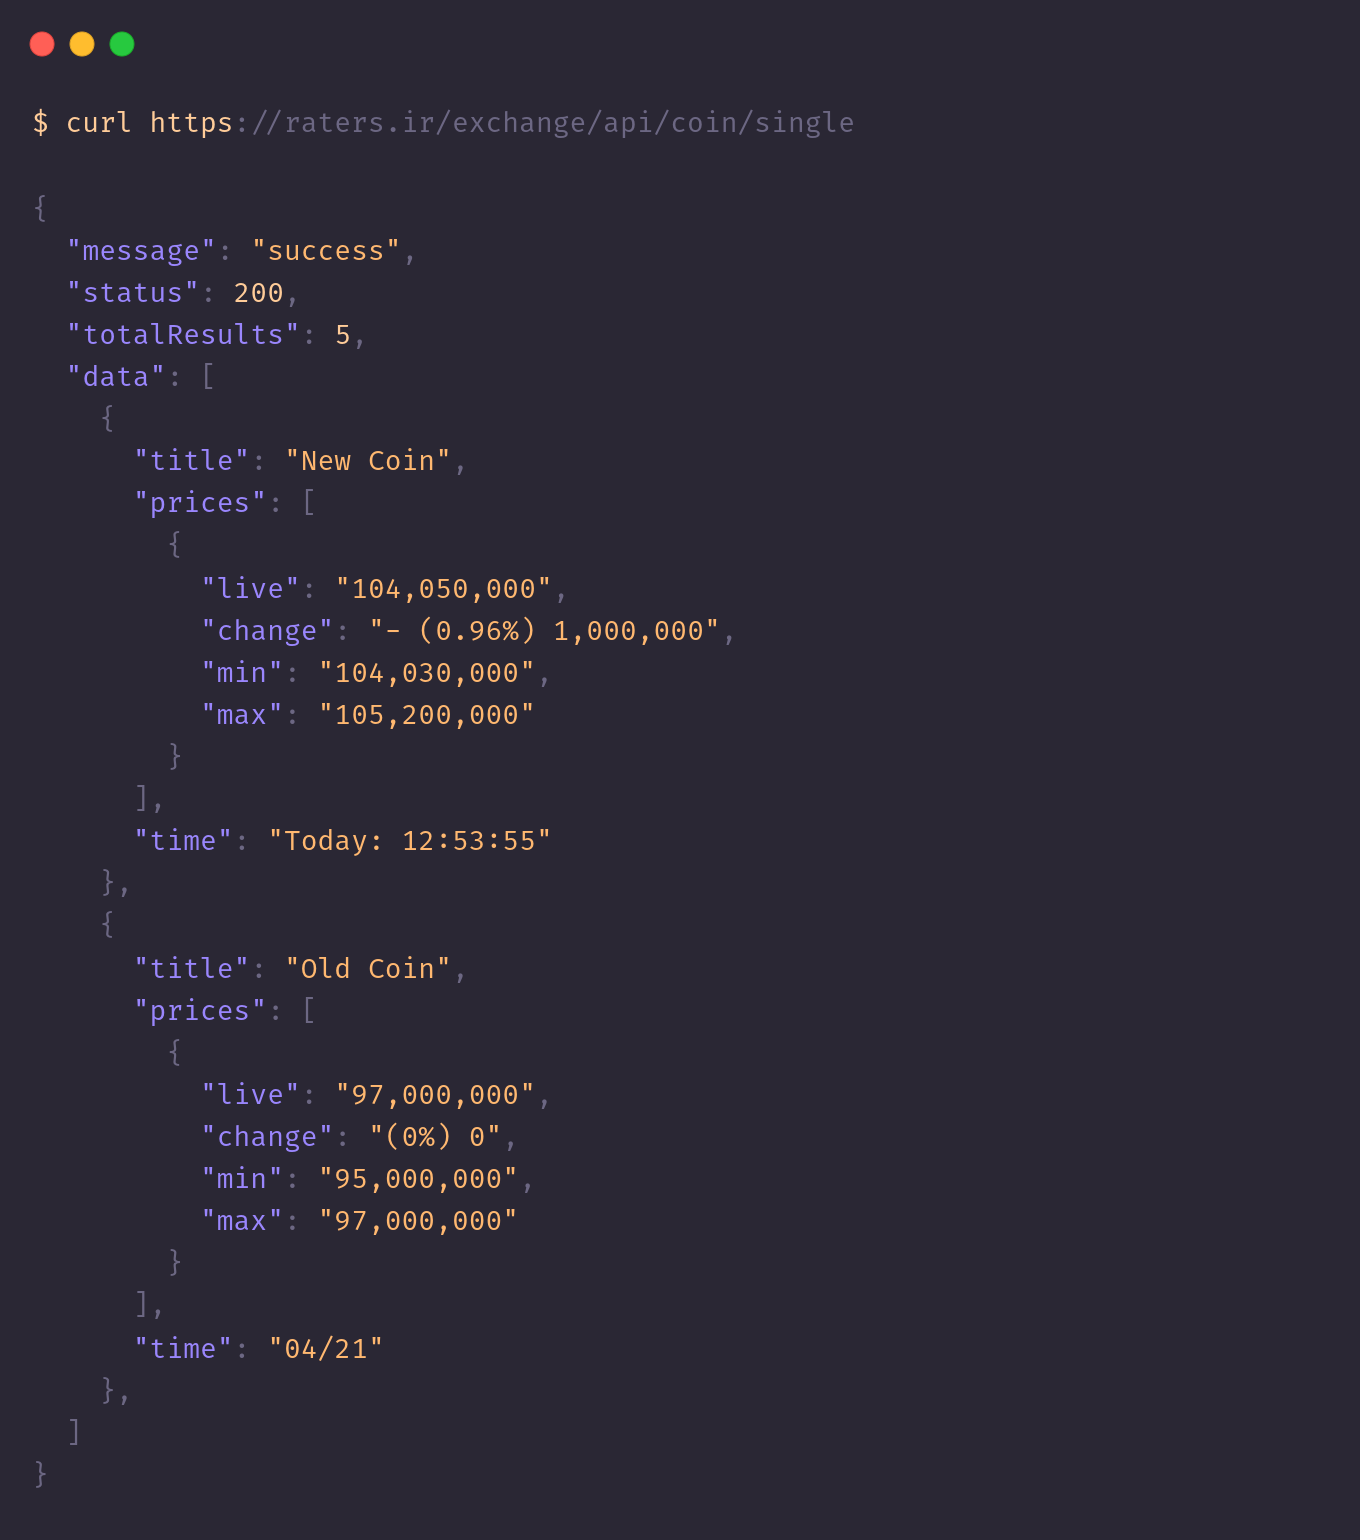 $ curl https://raters.ir/exchange/api/coin/single
{
  "message": "success",
  "status": 200,
  "totalResults": 5,
  "data": [
    {
      "title": "New Coin",
      "prices": [
        {
          "live": "104,050,000",
          "change": "- (0.96%) 1,000,000",
          "min": "104,030,000",
          "max": "105,200,000"
        }
      ],
      "time": "Today: 12:53:55"
    },
    {
      "title": "Old Coin",
      "prices": [
        {
          "live": "97,000,000",
          "change": "(0%) 0",
          "min": "95,000,000",
          "max": "97,000,000"
        }
      ],
      "time": "04/21"
    },
  ]
}